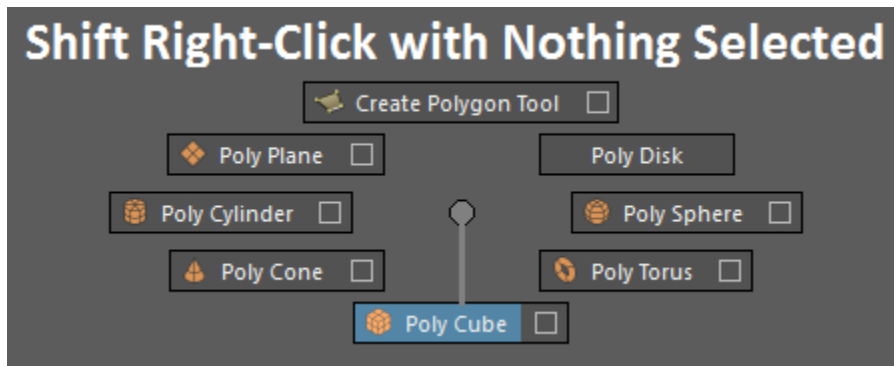 Shift Right-Click with Nothing Selected
Create Polygon Tool
Poly Plane
Poly Disk
Poly Cylinder
Poly Sphere
Poly Cone
Poly Torus
Poly Cube